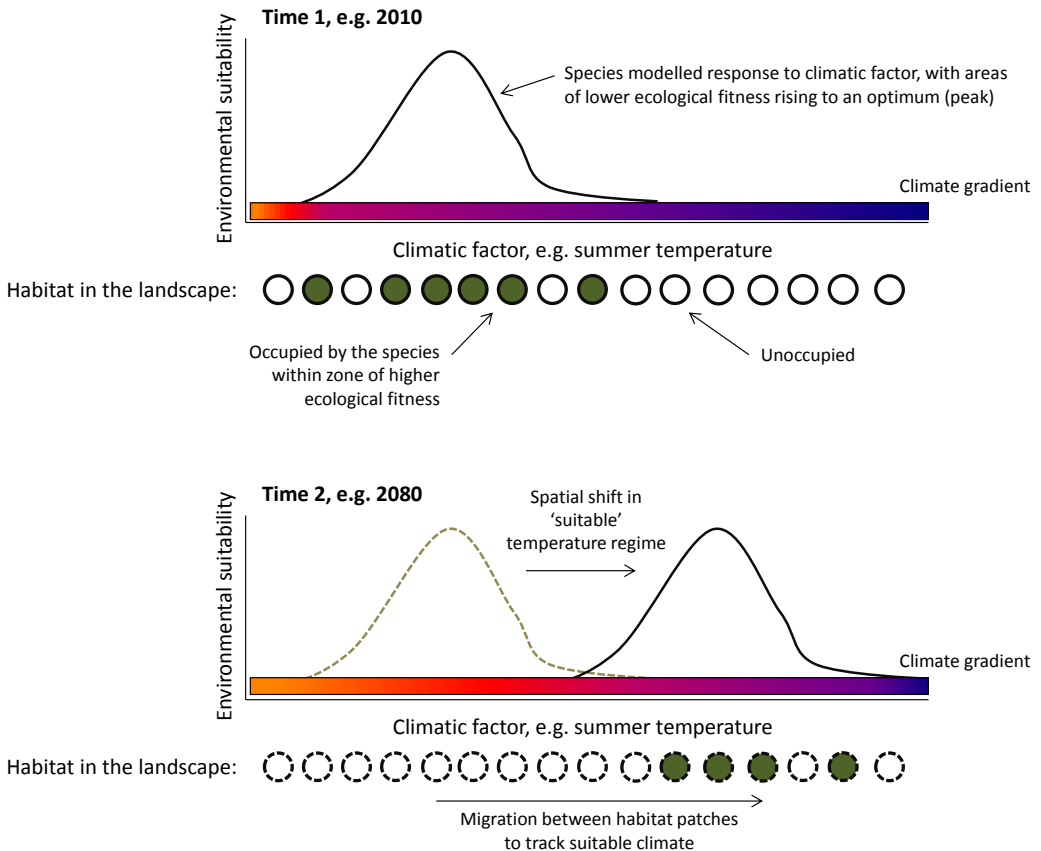 Time 1, e.g. 2010
Environmental suitability
Species modelled response to climatic factor, with areas
of lower ecological fitness rising to an optimum (peak)
Climate gradient
Climatic factor, e.g. summer temperature
Habitat in the landscape:
Occupied by the species
within zone of higher
ecological fitness
Unoccupied
Time 2, e.g. 2080
Environmental suitability
Spatial shift in
‘suitable’
temperature regime
Climate gradient
Climatic factor, e.g. summer temperature
Habitat in the landscape:
Migration between habitat patches
to track suitable climate